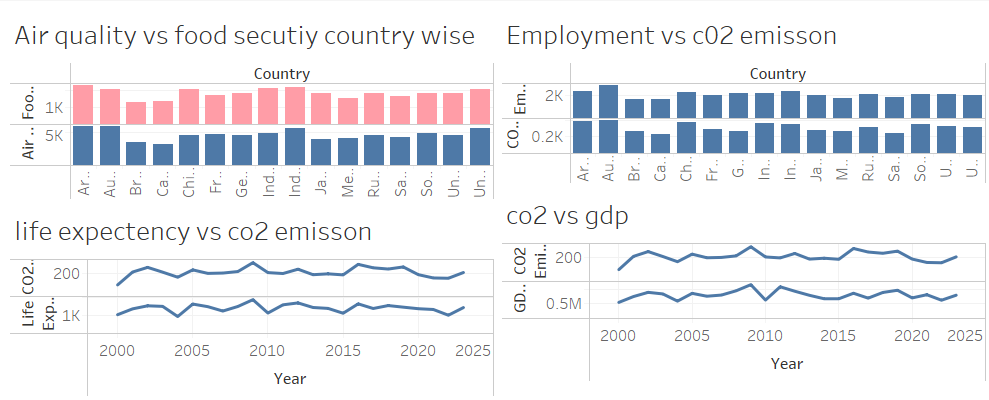 Air quality vs food secutiy country wise
Country
Foo..
1K
Air ..
5K
Ar..
Au..
Br..
Ca..
Chi..
Fr..
Ge..
Ind..
Ind..
Ja..
Me..
Ru..
Sa..
So..
Un..
Un..
Employment vs c02 emisson
Country
Em..
2K
CO..
0.2K
Ar..
Au..
Br..
Ca..
Ch..
Fr..
G..
In..
In..
Ja..
M..
Ru..
Sa..
So..
U..
U..
life expectency vs co2 emisson
CO2..
200
Life
Exp..
1K
2000
2005
2010
2015
2020
2025
Year
co2 vs gdp
CO2
Emi..
200
GD..
0.5M
2000
2005
2010
2015
2020
2025
Year